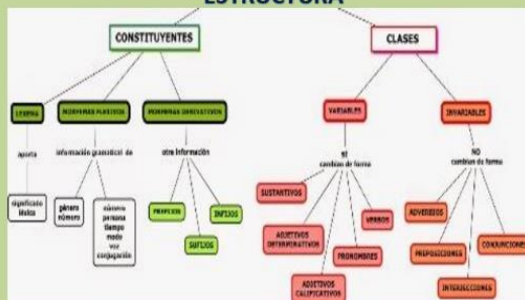 ESTRUCTURA
CONSTITUYENTES
CLASES
LEXEMA
MORFEMAS FLEXIVOS
MORFEMAS DERIVATIVOS
VARIABLES
INVARIABLES
aporta
información gramatical de
otra información
SI
cambian de forma
NO
cambian de forma
significado
léxico
género
número
número
persona
tiempo
modo
voz
conjugación
PREFIJOS
SUFIJOS
INFIJOS
SUSTANTIVOS
ADJETIVOS
ADJETIVOS
CALIFICATIVOS
PRONOMBRES
VERBOS
ADVERBIOS
PREPOSICIONES
INTERJECCIONES
CONJUNCIONES